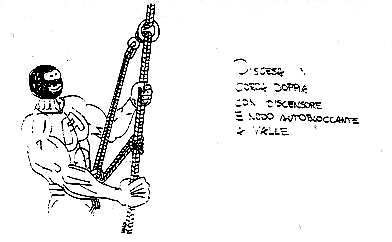 DISCESA IN
CORDA DOPPIA
CON DISCENSORE
E NODO AUTOBLOCCANTE
A VALLE